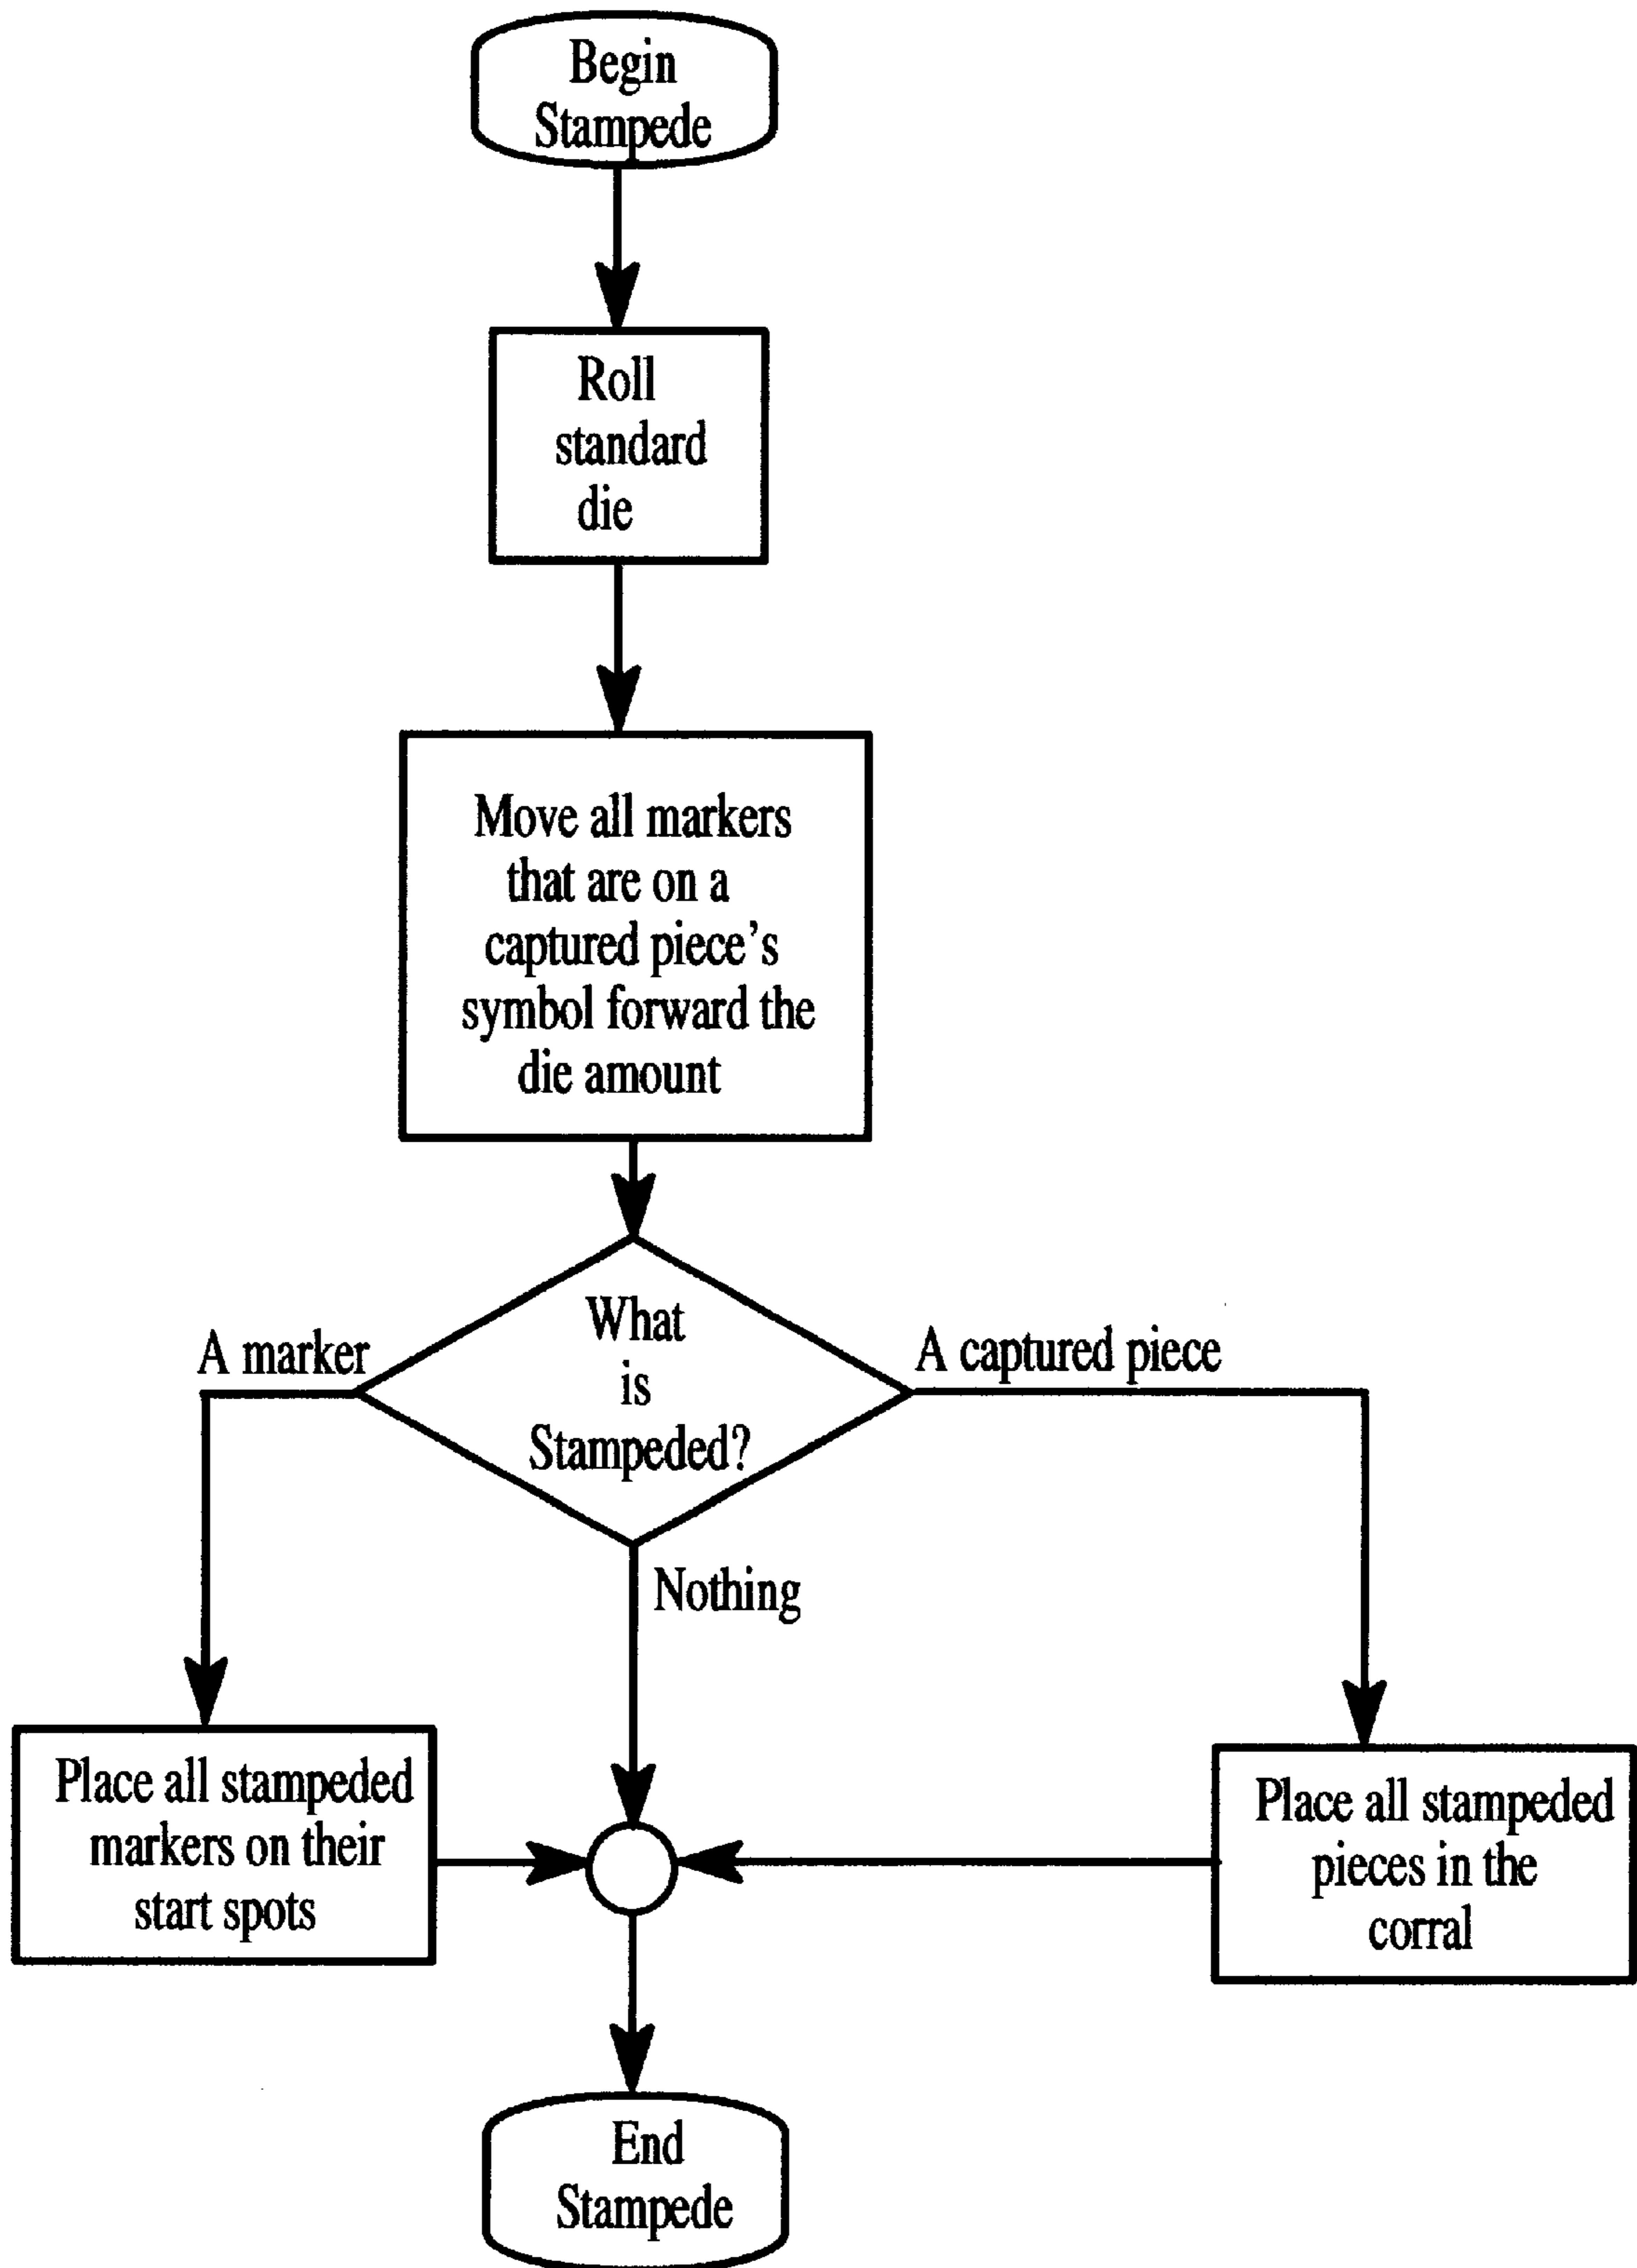 Begin
Stampede
Roll
standard
die
Move all markers
that are on a
captured piece's
symbol forward the
die amount
What
is
Stampeded?
A marker
A captured piece
Nothing
Place all stampeded
markers on their
start spots
Place all stampeded
pieces in the
corral
End
Stampede